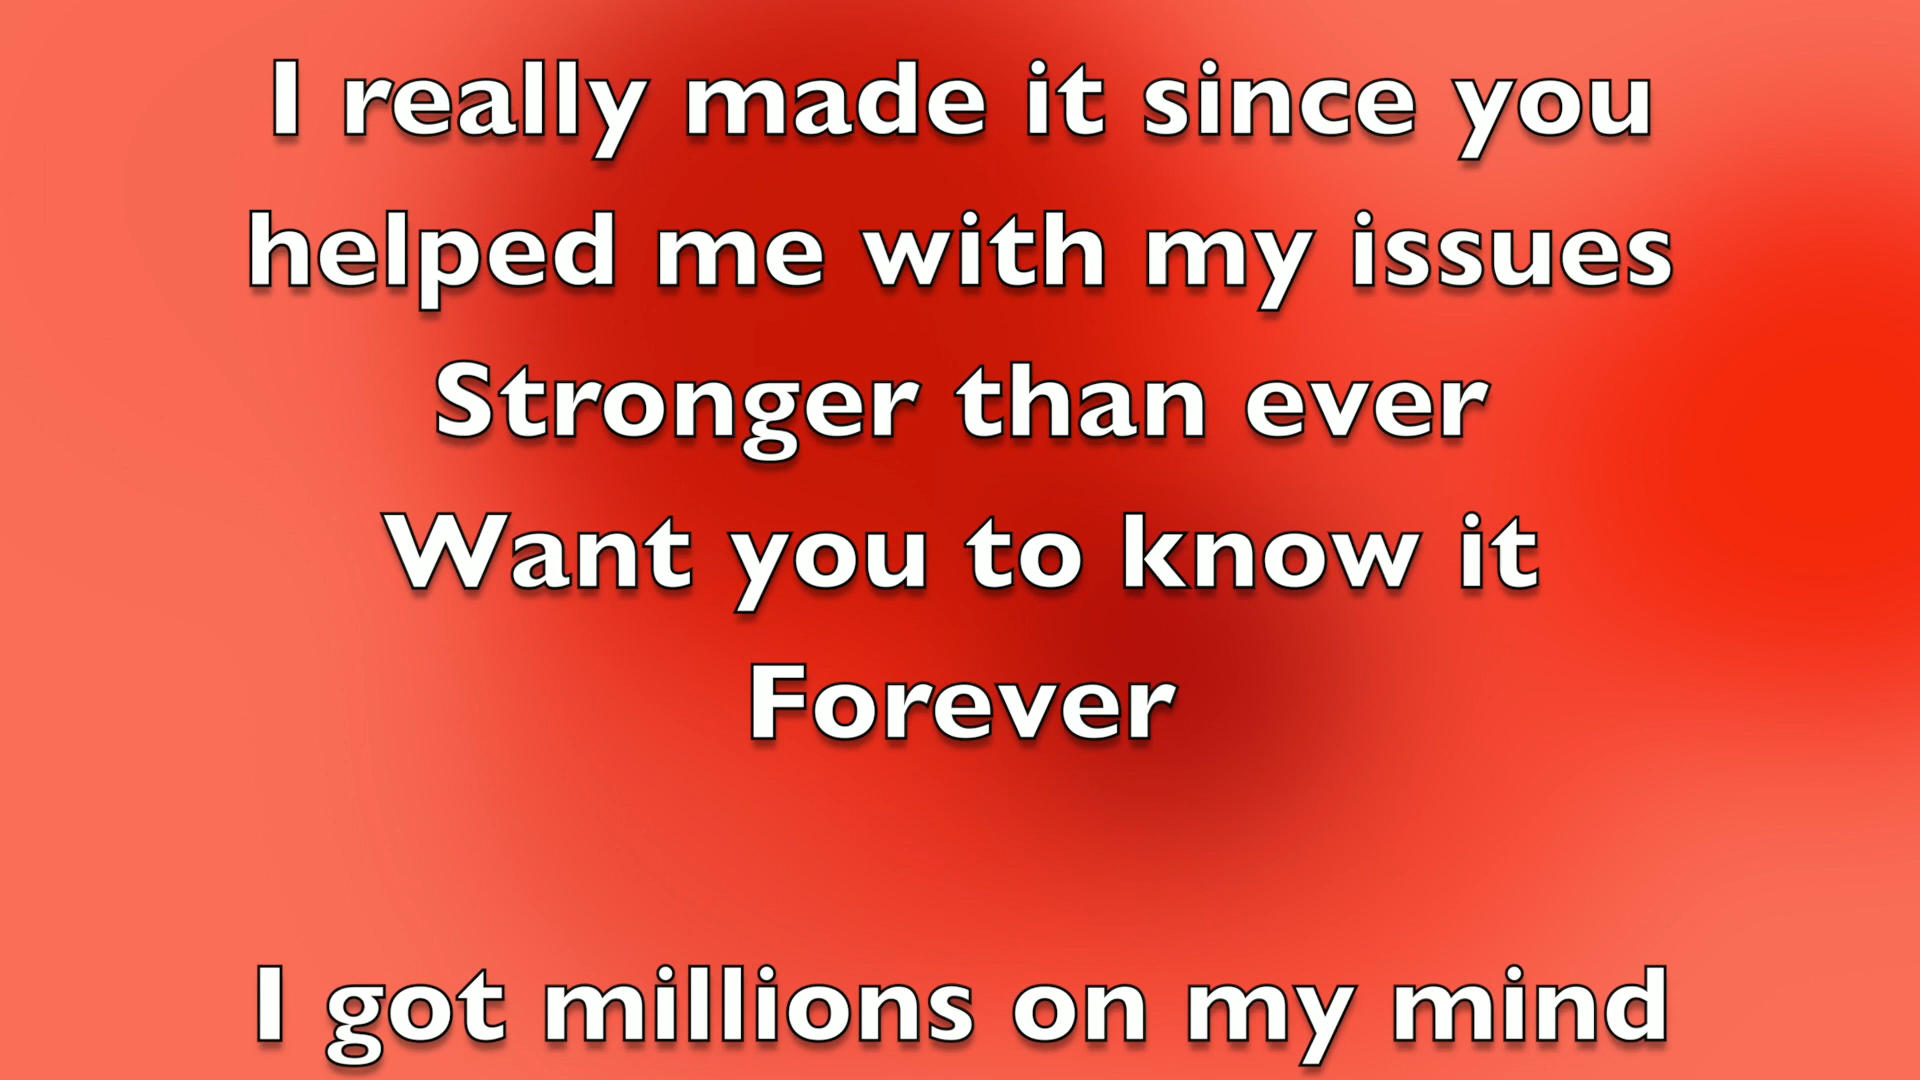 I really made it since you
helped me with my issues
Stronger than ever
Want you to know it
Forever
I got millions on my mind